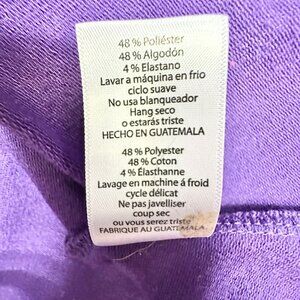 48 % Poliéster
48 % Algodón
4 % Elastano
Lavar a máquina en frio
ciclo suave
No usa blanqueador
Hang seco
o estarás triste
HECHO EN GUATEMALA
48 % Polyester
48 % Coton
4 % Élasthanne
Lavage en machine á froid
cycle délicat
Ne pas javelliser
coup sec
ou vous serez triste
FABRIQUE AU GUATEMALA